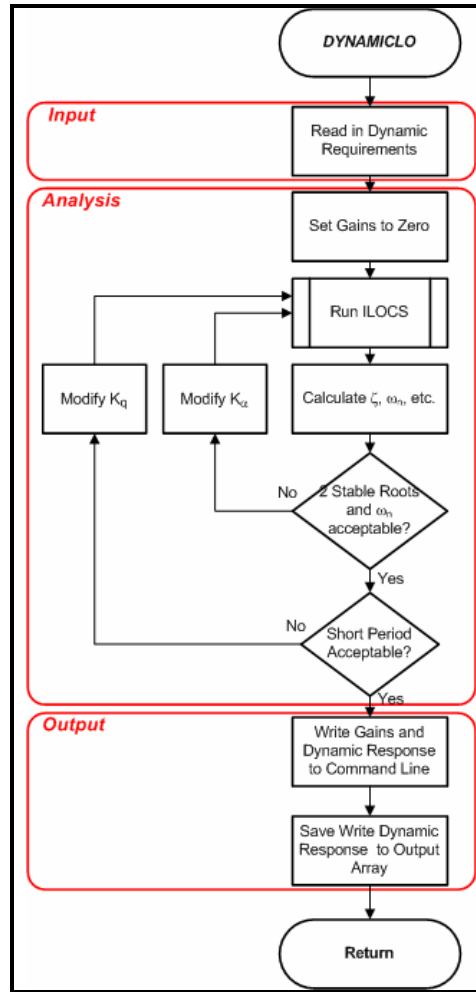 DYNAMICLO
Input
Read in Dynamic
Requirements
Analysis
Set Gains to Zero
Run ILOCS
Modify Kq
Modify Kα
Calculate ζ, ωn, etc.
No
2 Stable Roots
and ωn
acceptable?
Yes
No
Short Period
Acceptable?
Yes
Output
Write Gains and
Dynamic Response
to Command Line
Save Write Dynamic
Response to Output
Array
Return